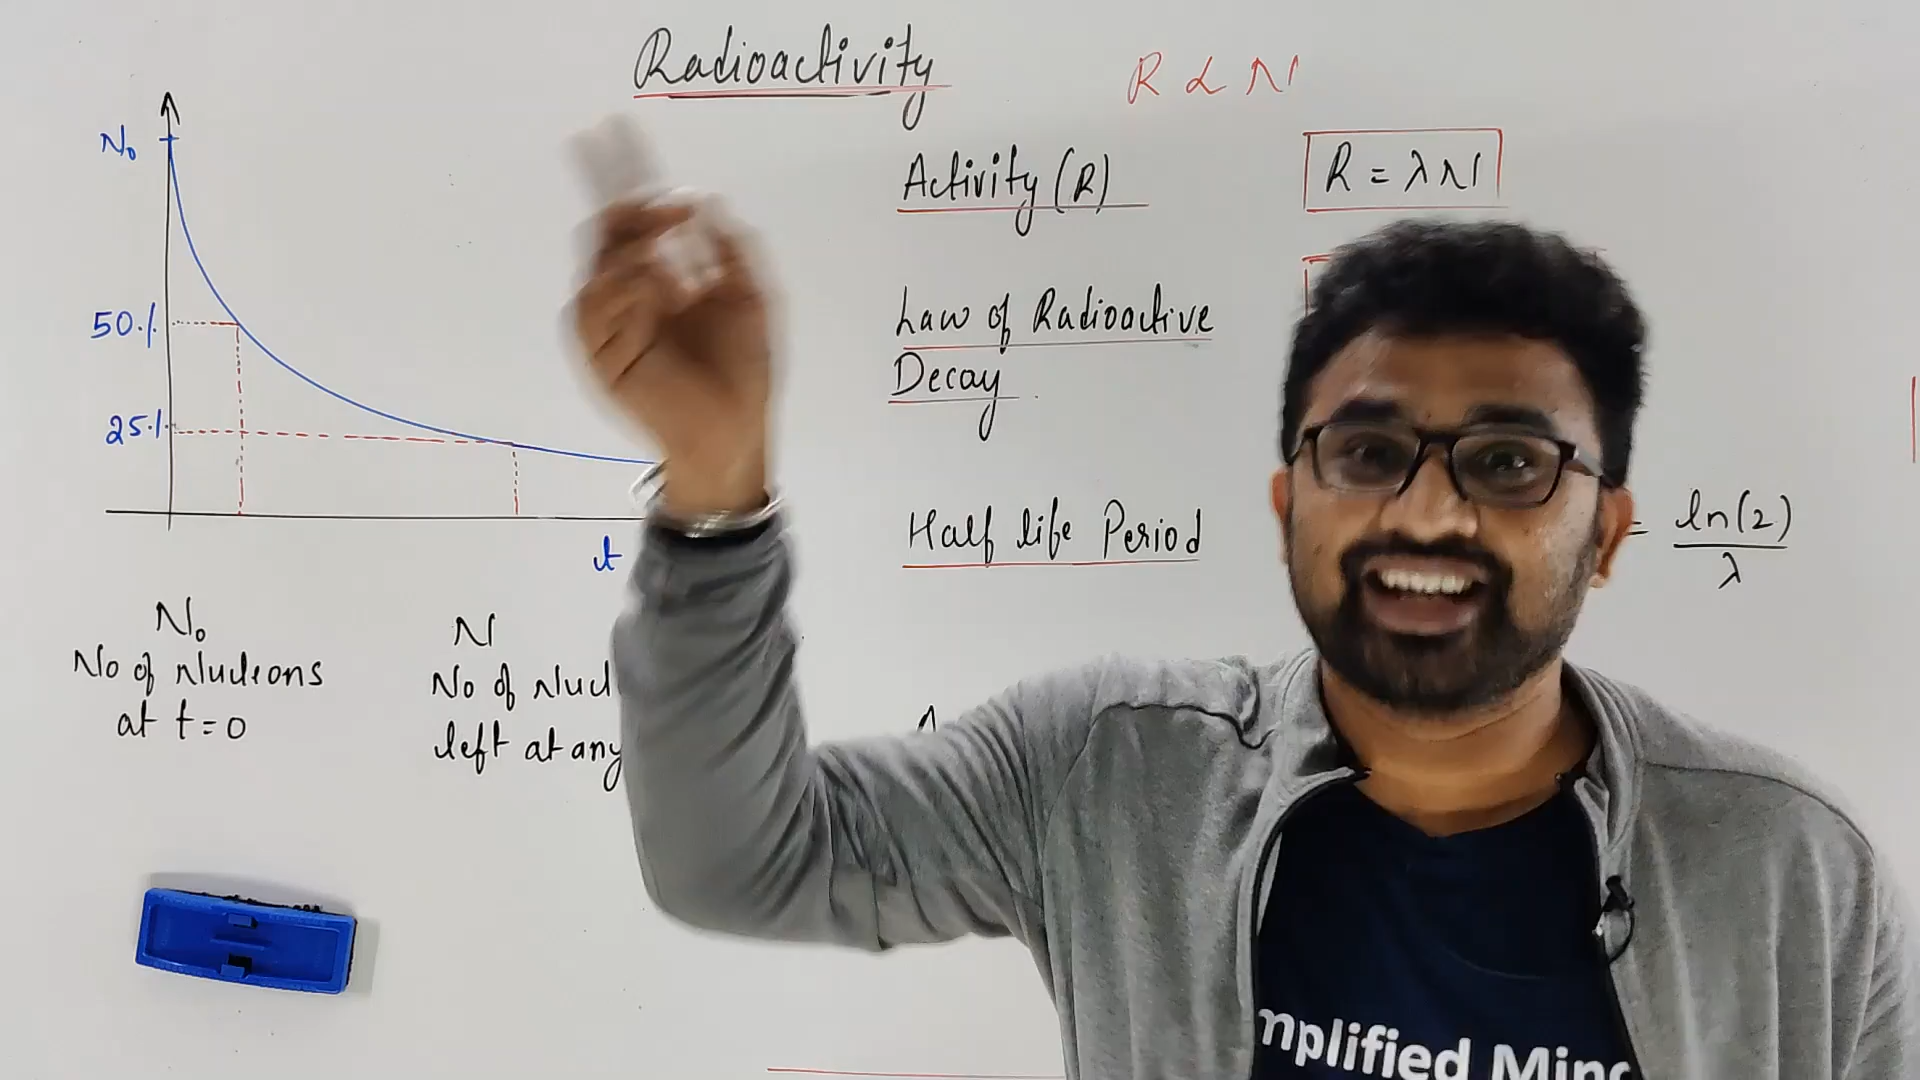 Radioactivity
R ∝ N
N₀
Activity (R)
R = λN
50%
Law of Radioactive
Decay
25%
Half life Period
= ln(2)/λ
t
N₀
No of Nucleons
at t=0
N
No of Nucl
left at any
mplified Min